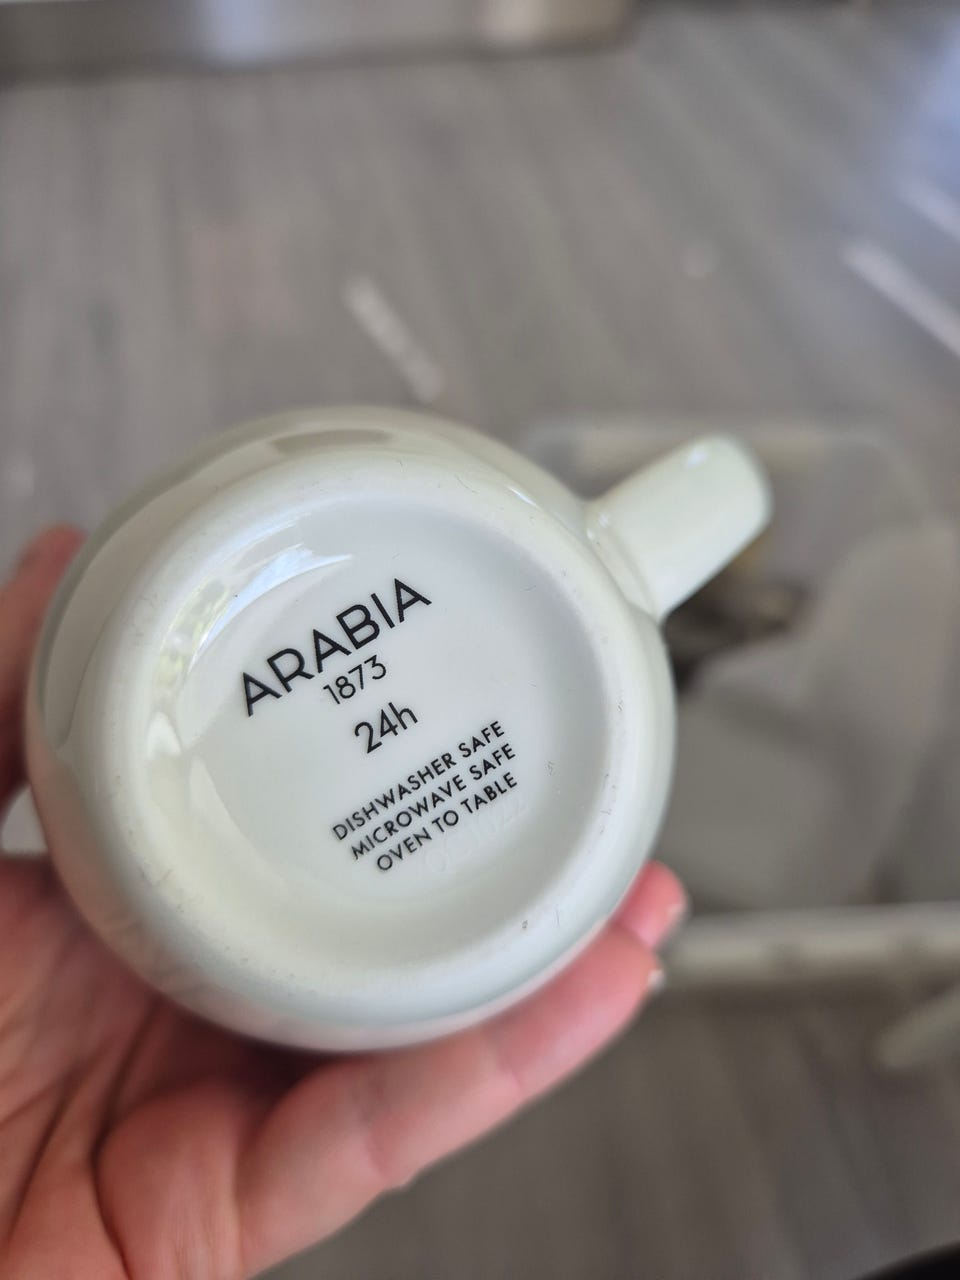 ARABIA
1873
24h
DISHWASHER SAFE
MICROWAVE SAFE
OVEN TO TABLE